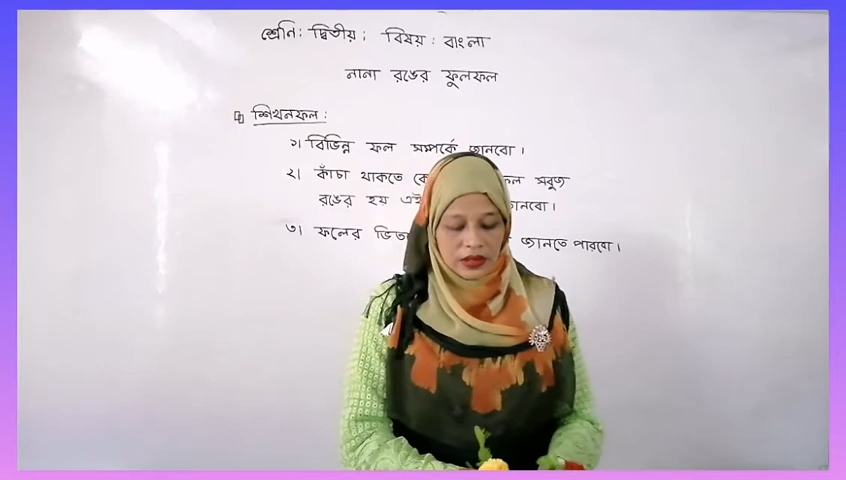 শ্রেণি: দ্বিতীয়; বিষয়: বাংলা
নানা রঙের ফুলফল
শিখনফল:
১। বিভিন্ন ফল সম্পর্কে জানবো।
২। কাঁচা থাকতে ফল সবুজ
রঙের হয় জানবো।
৩। ফলের জানতে পারবো।